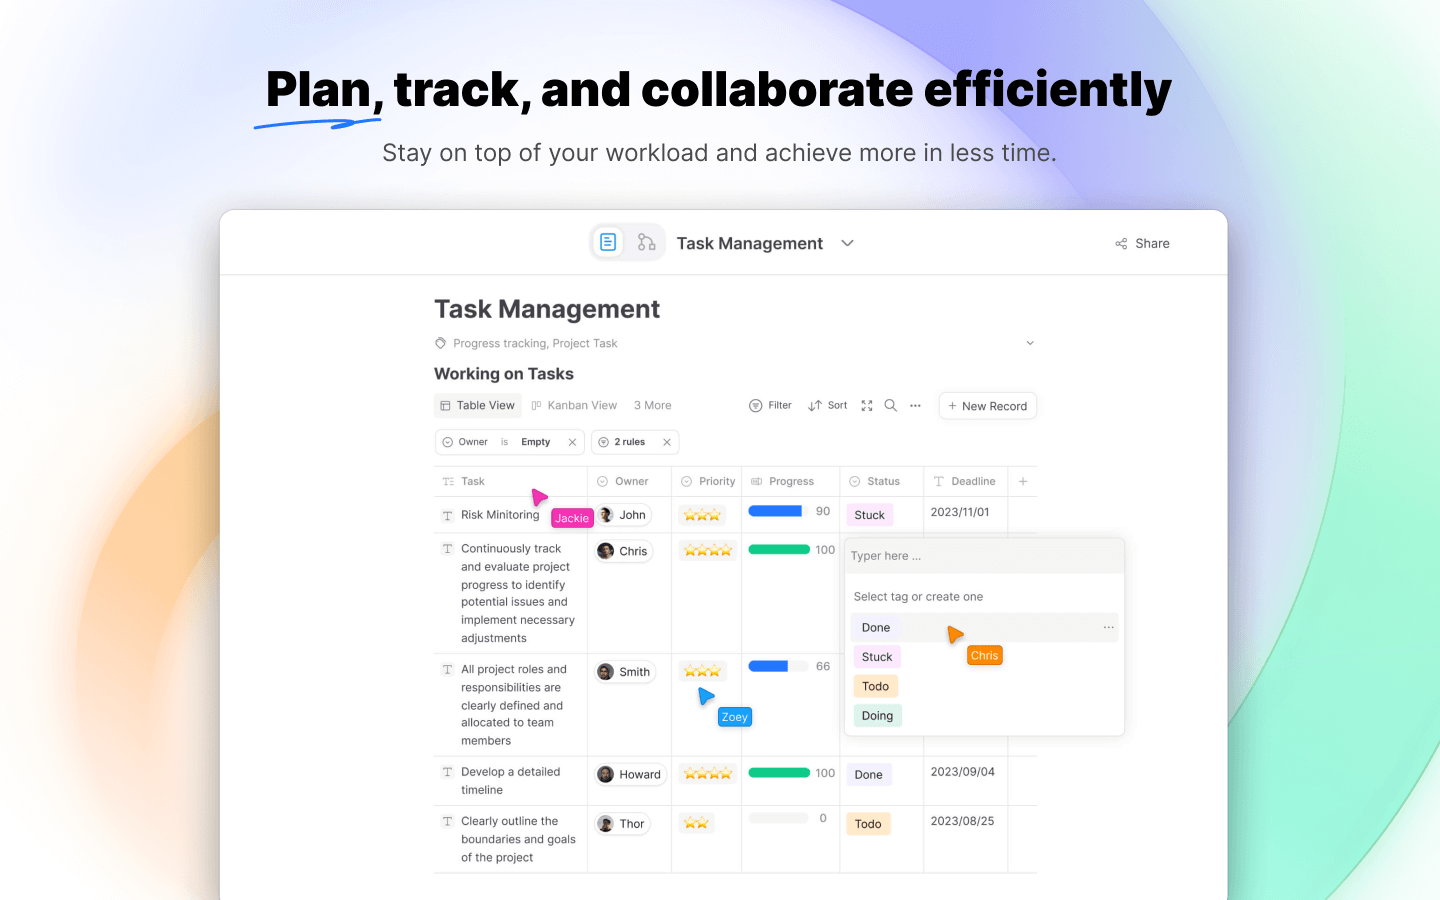 Plan, track, and collaborate efficiently
Stay on top of your workload and achieve more in less time.
Task Management
Share
Task Management
Progress tracking, Project Task
Working on Tasks
Table View
Kanban View
3 More
Filter
Sort
New Record
Owner is Empty
2 rules
Task
Owner
Priority
Progress
Status
Deadline
Risk Minitoring
Jackie
John
90
Stuck
2023/11/01
Continuously track
and evaluate project
progress to identify
potential issues and
implement necessary
adjustments
Chris
100
Typer here ...
Select tag or create one
Done
Chris
Stuck
Todo
Doing
All project roles and
responsibilities are
clearly defined and
allocated to team
members
Smith
Zoey
66
Develop a detailed
timeline
Howard
100
Done
2023/09/04
Clearly outline the
boundaries and goals
of the project
Thor
0
Todo
2023/08/25